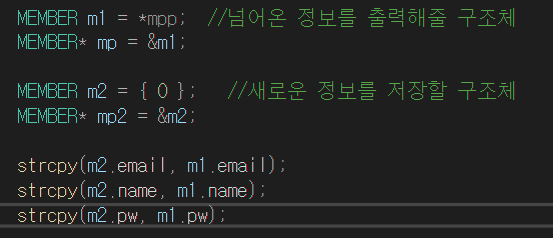 MEMBER m1 = *mpp;  //넘어온 정보를 출력해줄 구조체
MEMBER* mp = &m1;
MEMBER m2 = { 0 };   //새로운 정보를 저장할 구조체
MEMBER* mp2 = &m2;
strcpy(m2.email, m1.email);
strcpy(m2.name, m1.name);
strcpy(m2.pw, m1.pw);